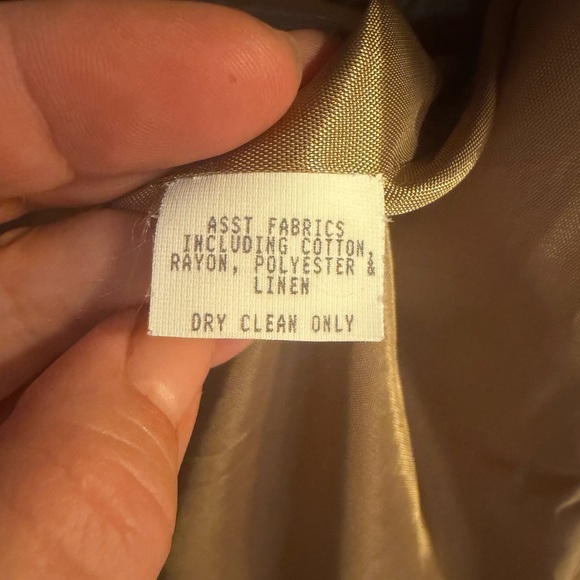 ASST FABRICS
INCLUDING COTTON,
RAYON, POLYESTER &
LINEN
DRY CLEAN ONLY